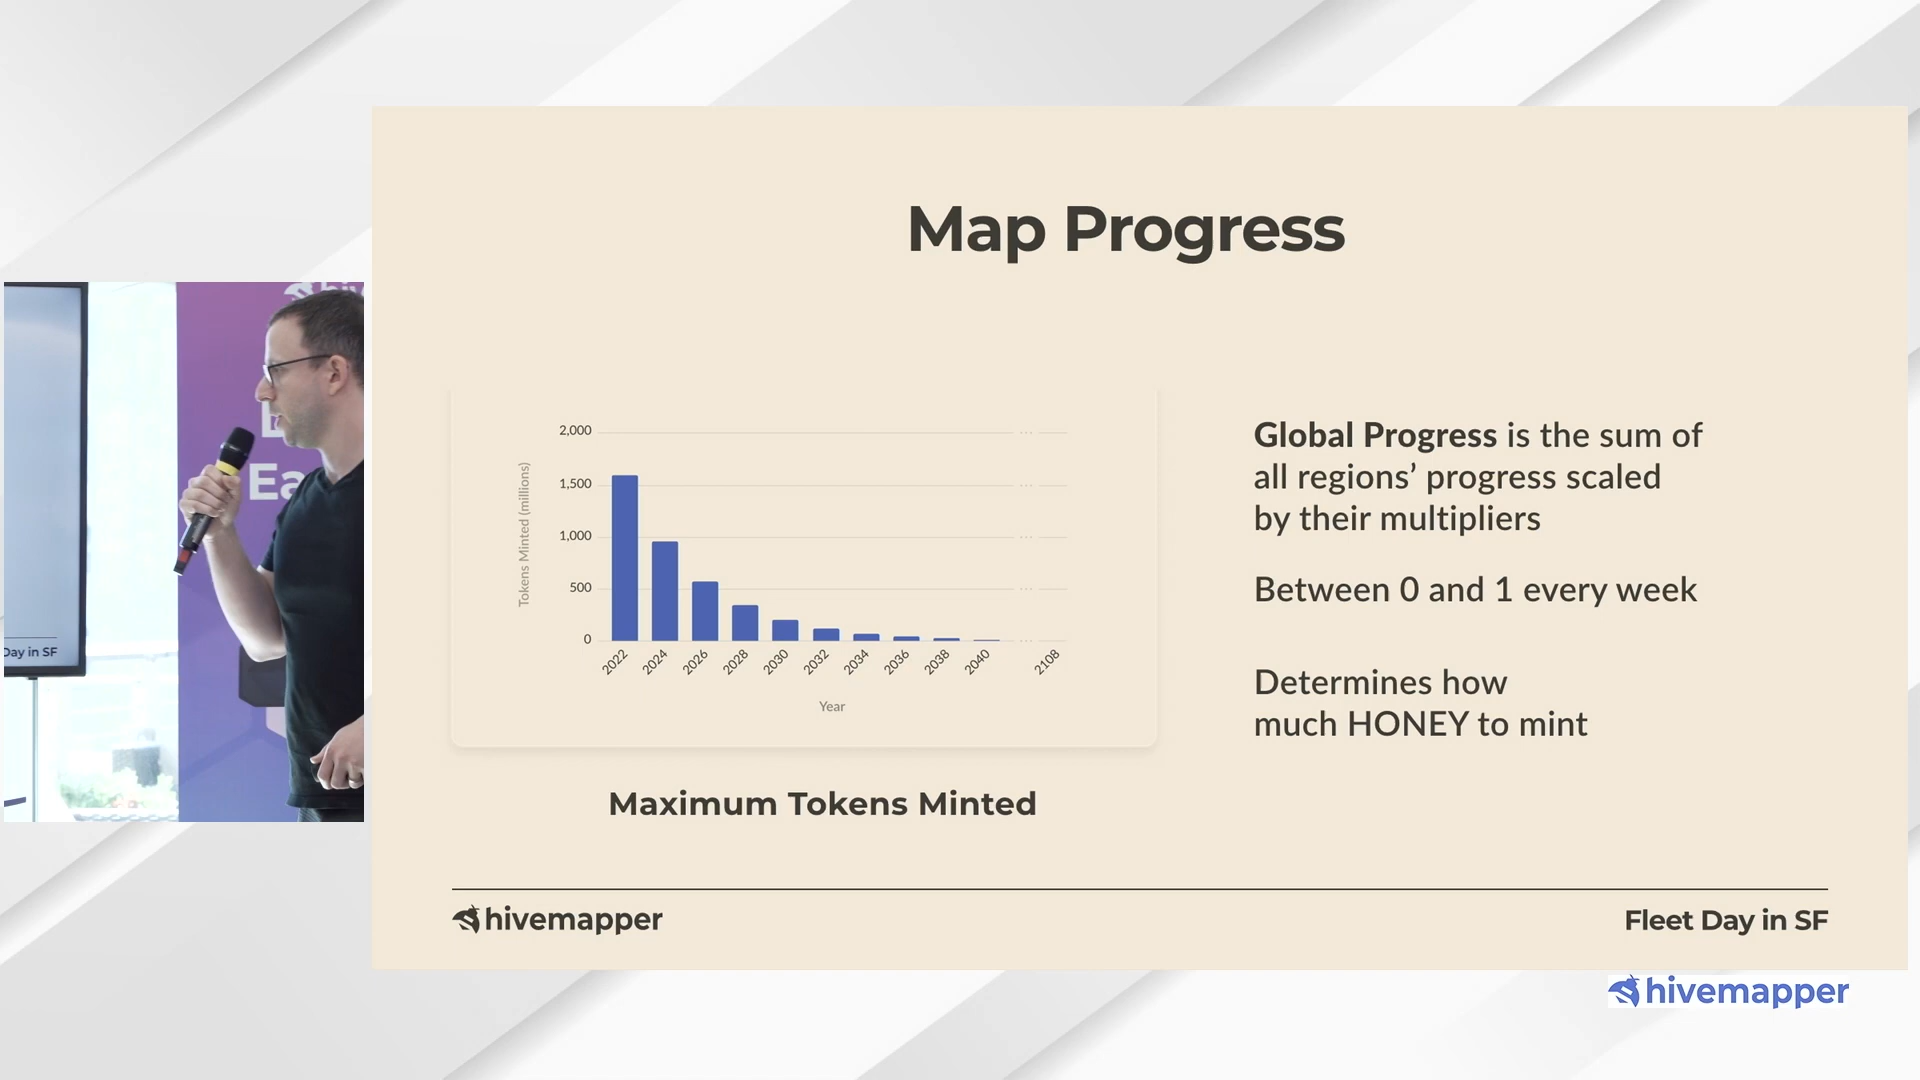 Map Progress
2,000
1,500
1,000
500
0
Tokens Minted (millions)
2022
2024
2026
2028
2030
2032
2034
2036
2038
2040
2108
Year
Maximum Tokens Minted
Global Progress is the sum of
all regions’ progress scaled
by their multipliers
Between 0 and 1 every week
Determines how
much HONEY to mint
hivemapper
Fleet Day in SF
hivemapper
Day in SF